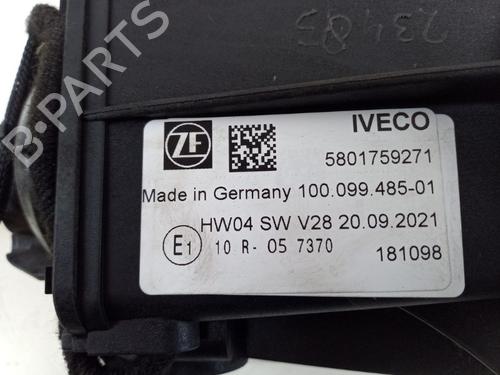 23483
ZF
IVECO
5801759271
Made in Germany 100.099.485-01
HW04 SW V28 20.09.2021
E1 10 R- 05 7370
181098
B-PARTS